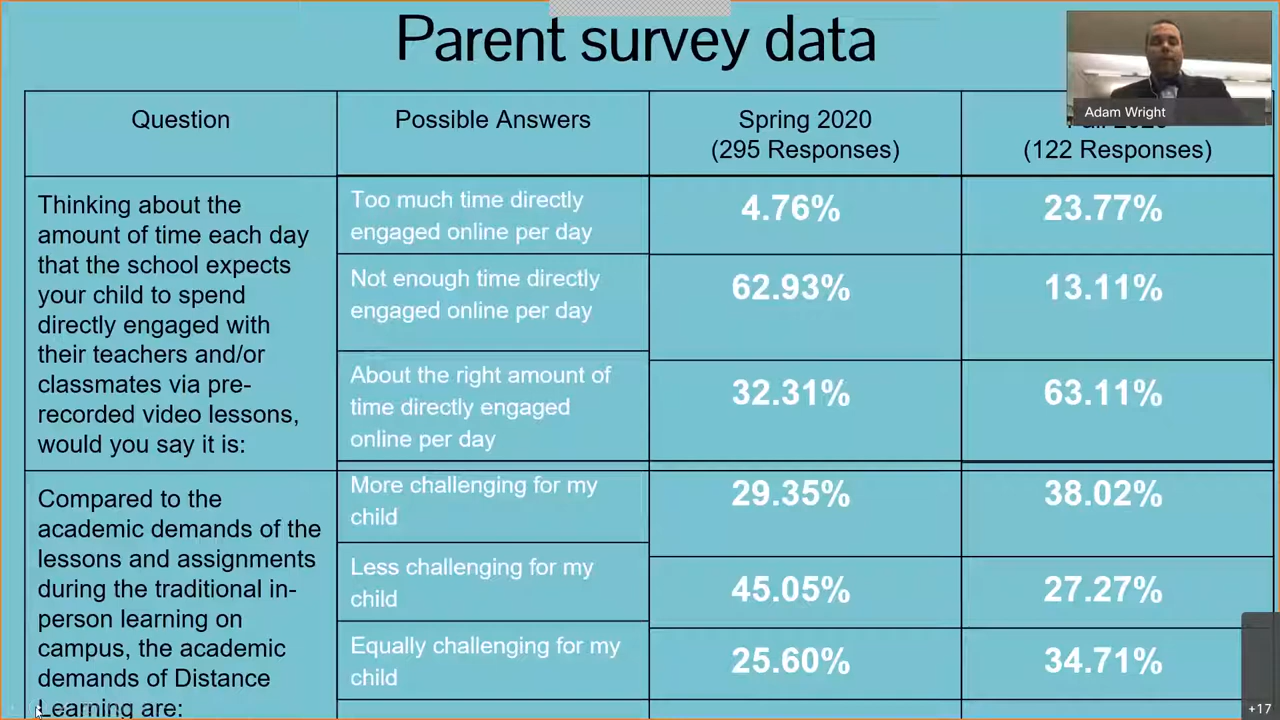 Parent survey data
Adam Wright
Question
Possible Answers
Spring 2020
(295 Responses)
(122 Responses)
Thinking about the
amount of time each day
that the school expects
your child to spend
directly engaged with
their teachers and/or
classmates via pre-
recorded video lessons,
would you say it is:
Too much time directly
engaged online per day
4.76%
23.77%
Not enough time directly
engaged online per day
62.93%
13.11%
About the right amount of
time directly engaged
online per day
32.31%
63.11%
Compared to the
academic demands of the
lessons and assignments
during the traditional in-
person learning on
campus, the academic
demands of Distance
Learning are:
More challenging for my
child
29.35%
38.02%
Less challenging for my
child
45.05%
27.27%
Equally challenging for my
child
25.60%
34.71%
+17